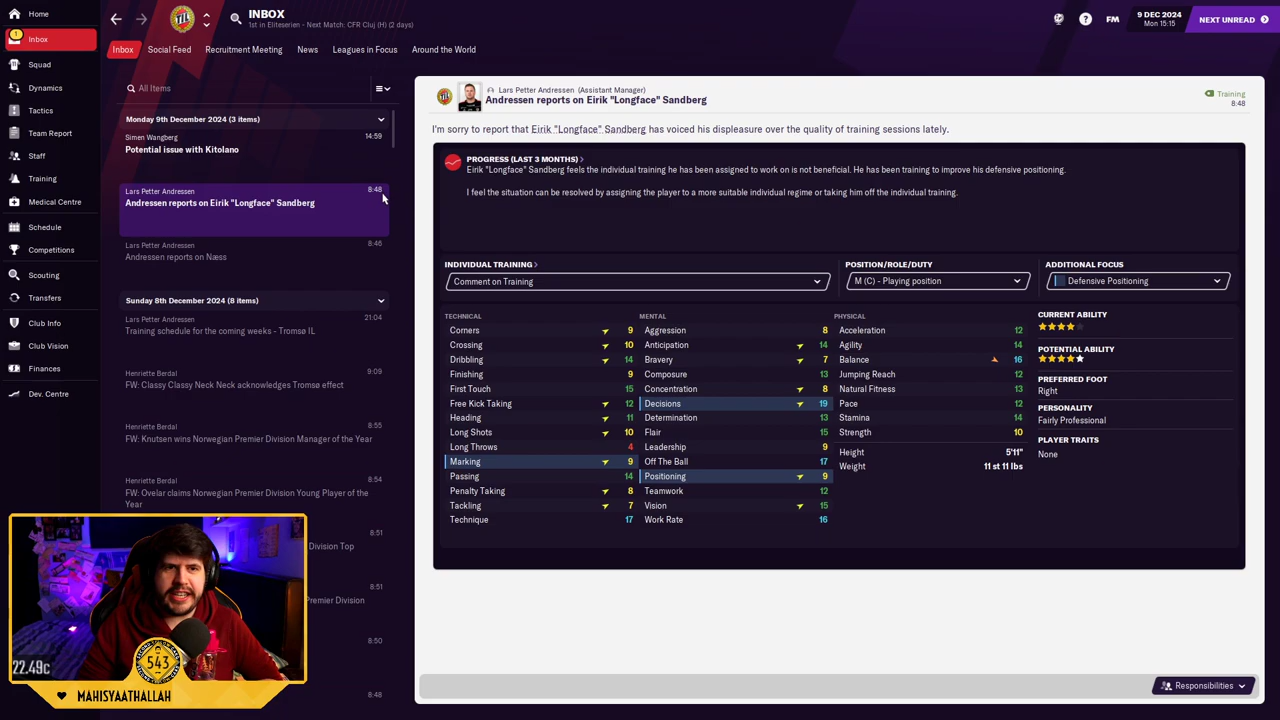 Home
INBOX
1st in Eliteserien - Next Match: CFR Cluj (H) (2 days)
FM
9 DEC 2024
Mon 15:15
NEXT UNREAD
1
Inbox
Squad
Dynamics
Tactics
Team Report
Staff
Training
Medical Centre
Schedule
Competitions
Scouting
Transfers
Club Info
Club Vision
Finances
Dev. Centre
Inbox
Social Feed
Recruitment Meeting
News
Leagues in Focus
Around the World
All Items
Monday 9th December 2024 (3 items)
Simen Wangberg
14:59
Potential issue with Kitolano
Lars Petter Andressen
8:48
Andressen reports on Eirik "Longface" Sandberg
Lars Petter Andressen
8:46
Andressen reports on Næss
Sunday 8th December 2024 (8 items)
Lars Petter Andressen
21:04
Training schedule for the coming weeks - Tromsø IL
Henriette Berdal
9:09
FW: Classy Classy Neck Neck acknowledges Tromsø effect
Henriette Berdal
8:55
FW: Knutsen wins Norwegian Premier Division Manager of the Year
Henriette Berdal
8:54
FW: Ovelar claims Norwegian Premier Division Young Player of the
Year
8:51
Division Top
8:51
Premier Division
8:50
8:48
Lars Petter Andressen (Assistant Manager)
Andressen reports on Eirik "Longface" Sandberg
Training
8:48
I'm sorry to report that Eirik "Longface" Sandberg has voiced his displeasure over the quality of training sessions lately.
PROGRESS (LAST 3 MONTHS)
Eirik "Longface" Sandberg feels the individual training he has been assigned to work on is not beneficial. He has been training to improve his defensive positioning.
I feel the situation can be resolved by assigning the player to a more suitable individual regime or taking him off the individual training.
INDIVIDUAL TRAINING
Comment on Training
POSITION/ROLE/DUTY
M (C) - Playing position
ADDITIONAL FOCUS
Defensive Positioning
TECHNICAL
Corners 9
Crossing 10
Dribbling 14
Finishing 9
First Touch 15
Free Kick Taking 12
Heading 11
Long Shots 10
Long Throws 4
Marking 9
Passing 14
Penalty Taking 8
Tackling 7
Technique 17
MENTAL
Aggression 8
Anticipation 14
Bravery 7
Composure 13
Concentration 8
Decisions 19
Determination 13
Flair 15
Leadership 9
Off The Ball 17
Positioning 9
Teamwork 12
Vision 15
Work Rate 16
PHYSICAL
Acceleration 12
Agility 14
Balance 16
Jumping Reach 12
Natural Fitness 13
Pace 12
Stamina 14
Strength 10
Height 5'11"
Weight 11 st 11 lbs
CURRENT ABILITY
POTENTIAL ABILITY
PREFERRED FOOT
Right
PERSONALITY
Fairly Professional
PLAYER TRAITS
None
Responsibilities
22.49c
543
MAHISYAATHALLAH